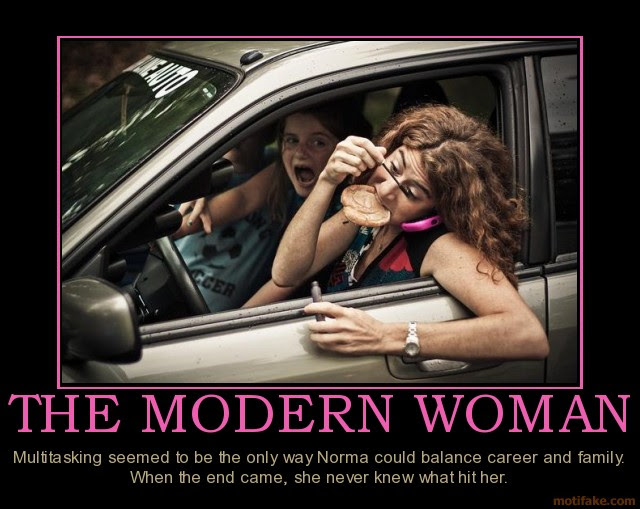 THE MODERN WOMAN
Multitasking seemed to be the only way Norma could balance career and family.
When the end came, she never knew what hit her.
motifake.com